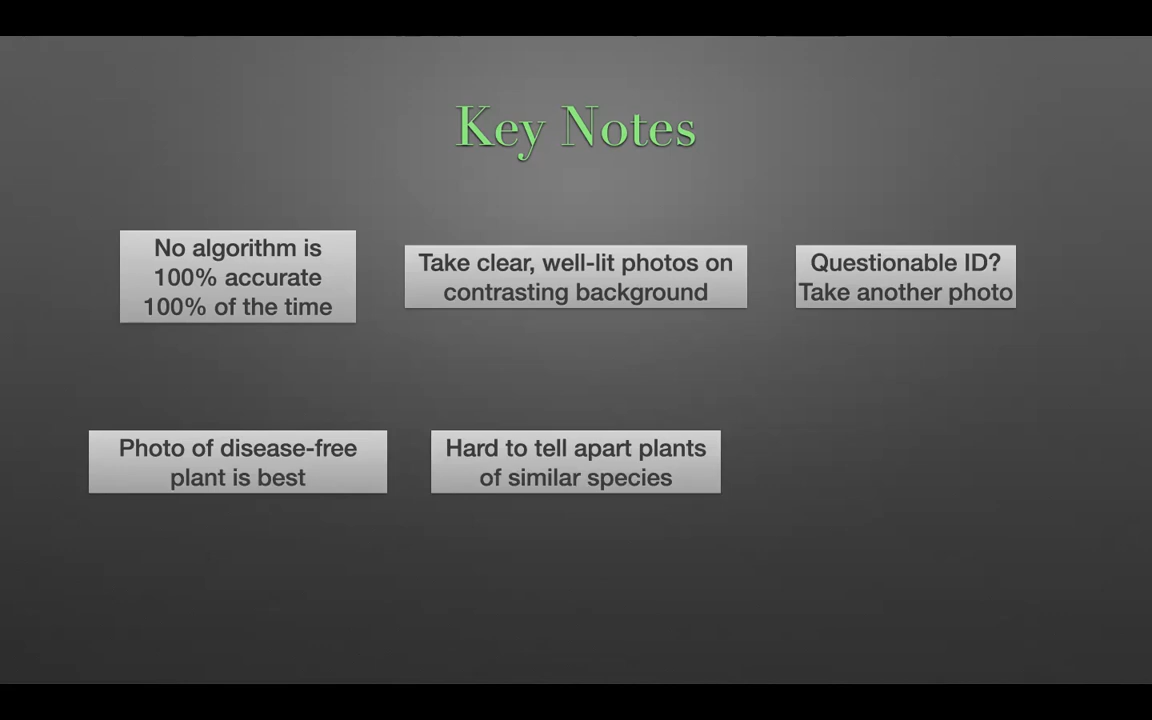 Key Notes
No algorithm is
100% accurate
100% of the time
Take clear, well-lit photos on
contrasting background
Questionable ID?
Take another photo
Photo of disease-free
plant is best
Hard to tell apart plants
of similar species